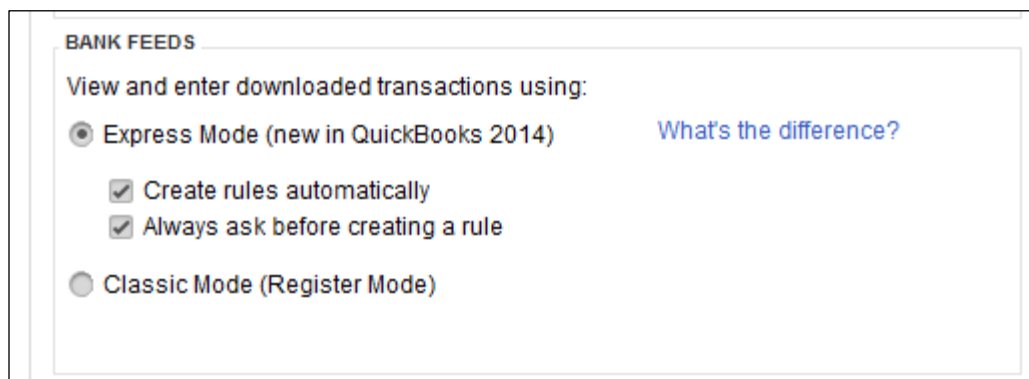 BANK FEEDS
View and enter downloaded transactions using:
Express Mode (new in QuickBooks 2014) What's the difference?
Create rules automatically
Always ask before creating a rule
Classic Mode (Register Mode)